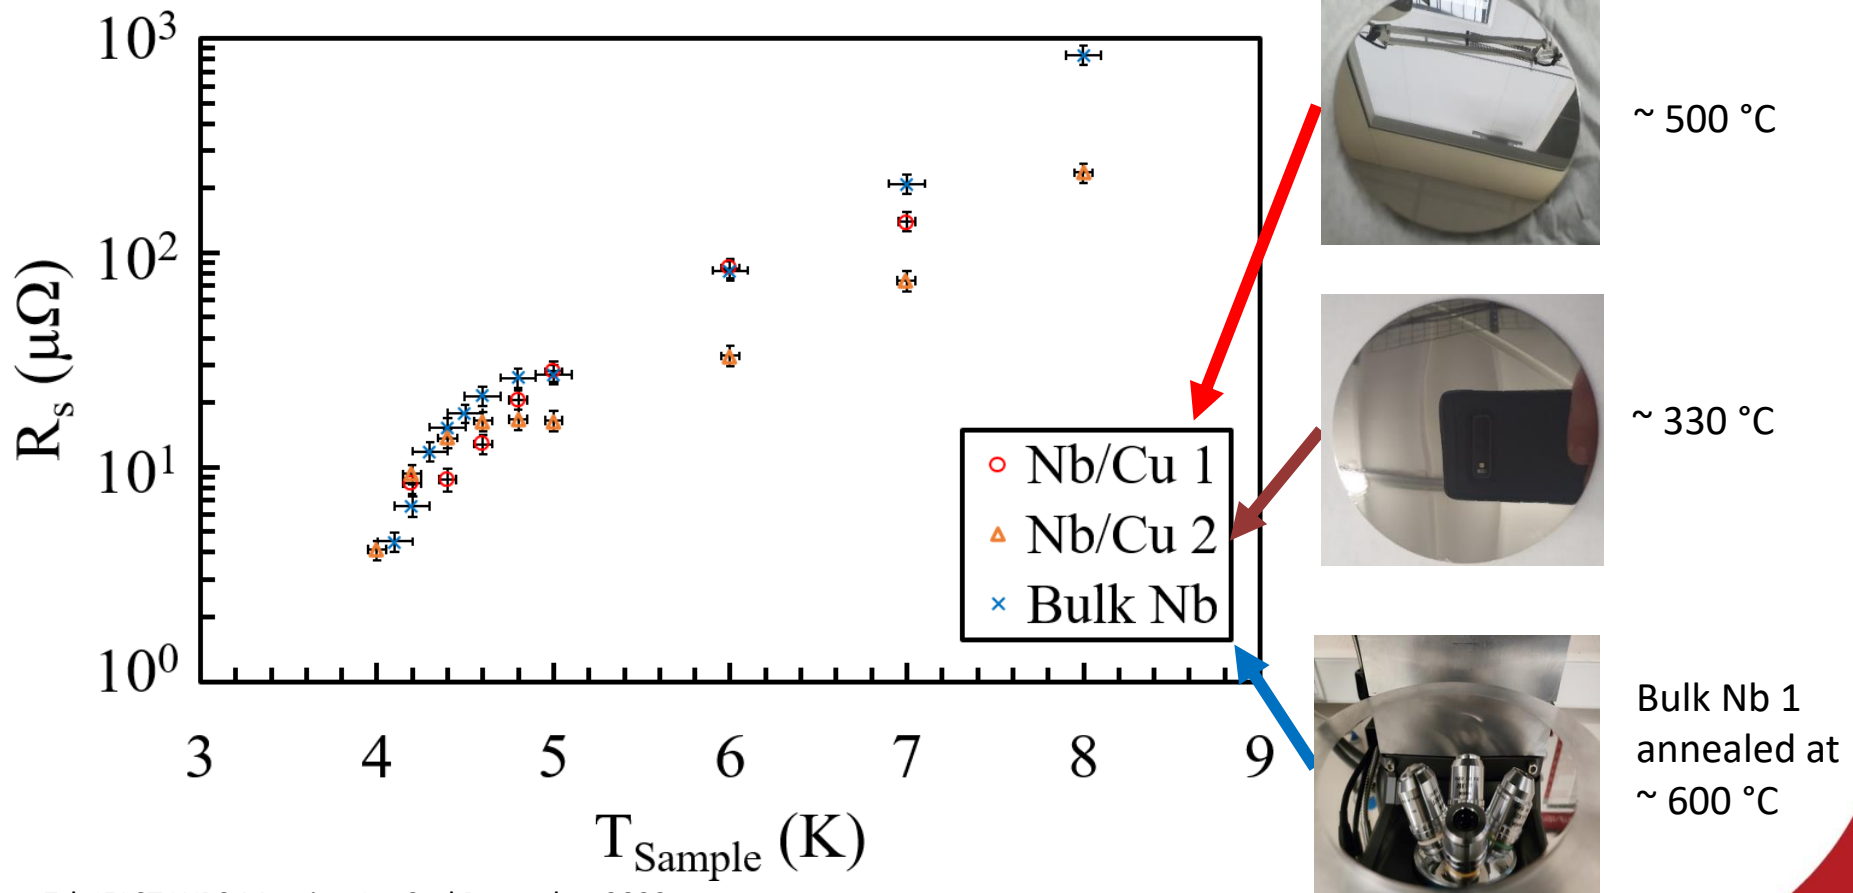 10³
10²
10¹
10⁰
R_s (μΩ)
3 4 5 6 7 8 9
T_Sample (K)
Nb/Cu 1
Nb/Cu 2
Bulk Nb
~ 500 °C
~ 330 °C
Bulk Nb 1
annealed at
~ 600 °C